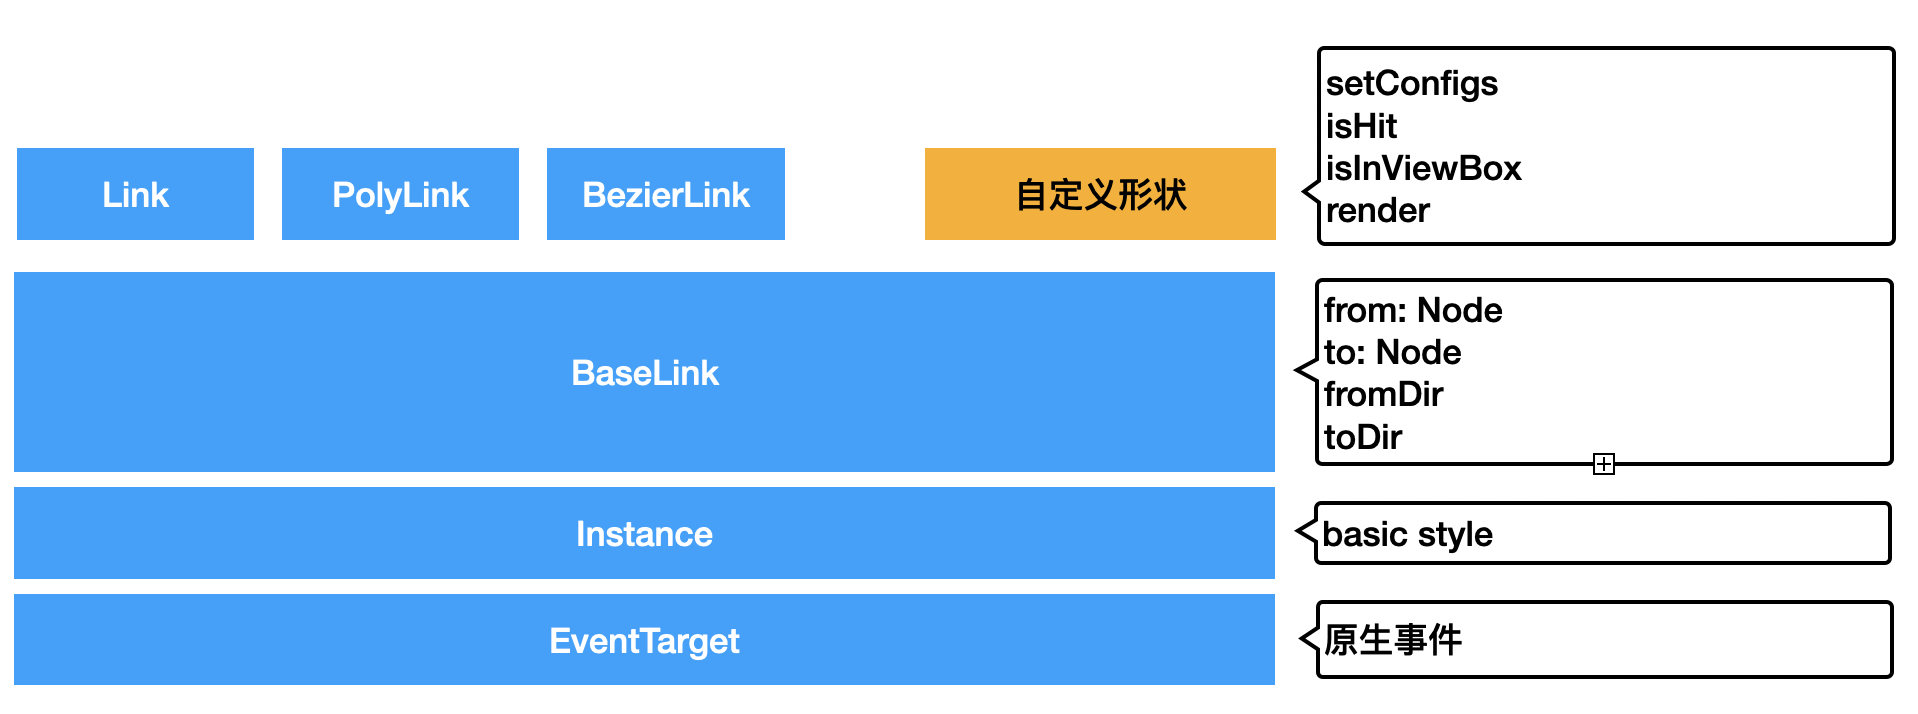 setConfigs
isHit
isInViewBox
render
Link
PolyLink
BezierLink
自定义形状
BaseLink
from: Node
to: Node
fromDir
toDir
Instance
basic style
EventTarget
原生事件